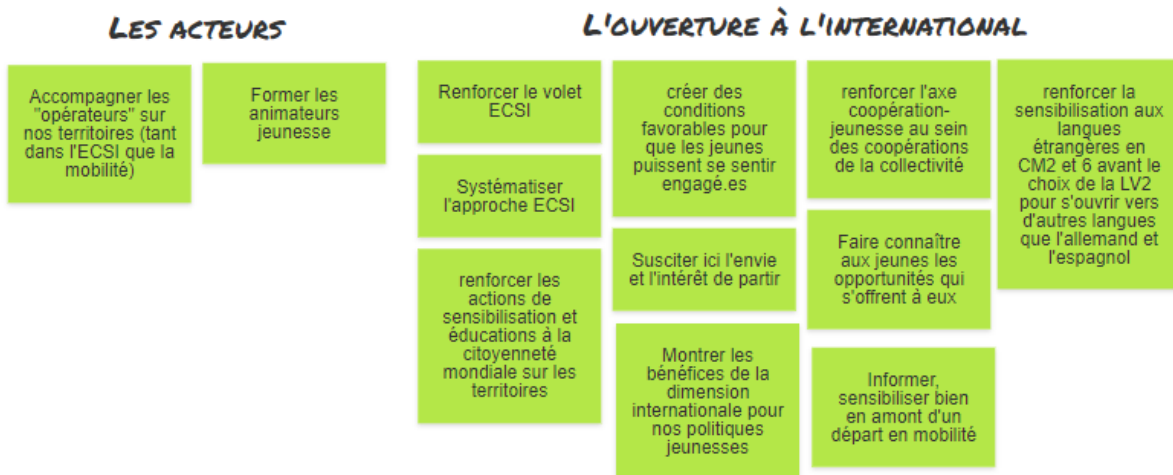 LES ACTEURS
Accompagner les
"opérateurs" sur
nos territoires (tant
dans l'ECSI que la
mobilité)
Former les
animateurs
jeunesse
L'OUVERTURE À L'INTERNATIONAL
Renforcer le volet
ECSI
Systématiser
l'approche ECSI
renforcer les
actions de
sensibilisation et
éducations à la
citoyenneté
mondiale sur les
territoires
créer des
conditions
favorables pour
que les jeunes
puissent se sentir
engagé.es
Susciter ici l'envie
et l'intérêt de partir
Montrer les
bénéfices de la
dimension
internationale pour
nos politiques
jeunesses
renforcer l'axe
coopération-
jeunesse au sein
des coopérations
de la collectivité
Faire connaître
aux jeunes les
opportunités qui
s'offrent à eux
Informer,
sensibiliser bien
en amont d'un
départ en mobilité
renforcer la
sensibilisation aux
langues
étrangères en
CM2 et 6 avant le
choix de la LV2
pour s'ouvrir vers
d'autres langues
que l'allemand et
l'espagnol